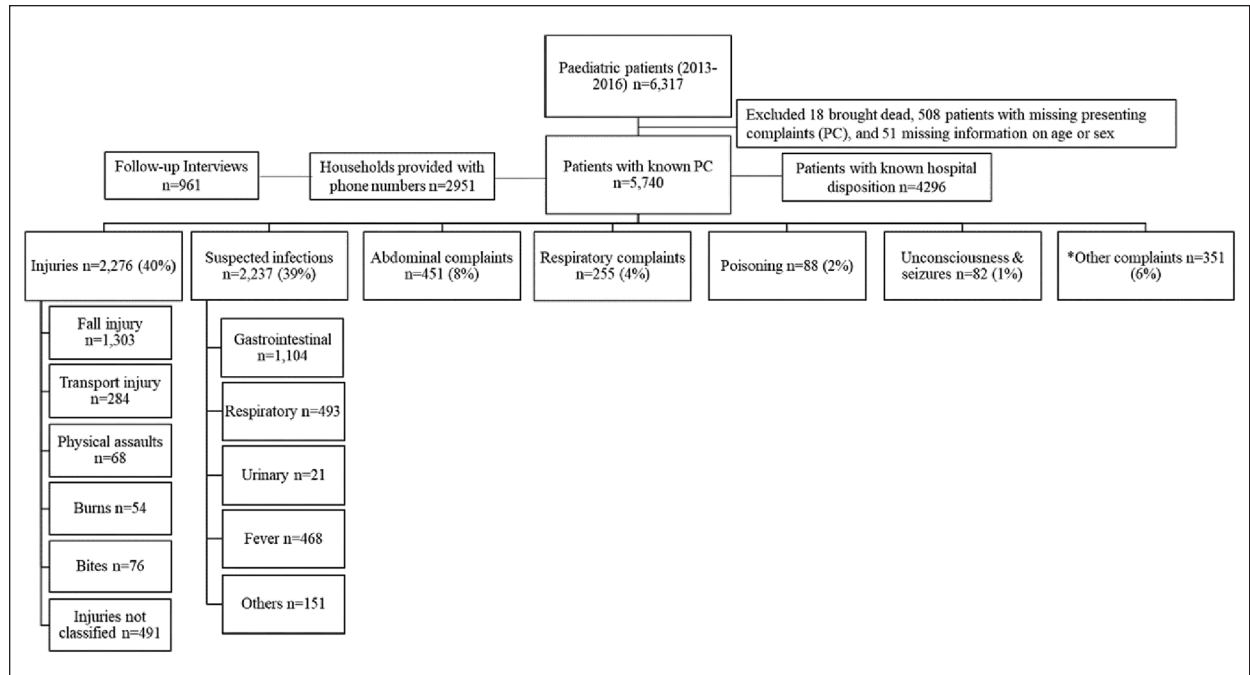 Paediatric patients (2013-
2016) n=6,317
Excluded 18 brought dead, 508 patients with missing presenting
complaints (PC), and 51 missing information on age or sex
Follow-up Interviews
n=961
Households provided with
phone numbers n=2951
Patients with known PC
n=5,740
Patients with known hospital
disposition n=4296
Injuries n=2,276 (40%)
Suspected infections
n=2,237 (39%)
Abdominal complaints
n=451 (8%)
Respiratory complaints
n=255 (4%)
Poisoning n=88 (2%)
Unconsciousness &
seizures n=82 (1%)
*Other complaints n=351
(6%)
Fall injury
n=1,303
Transport injury
n=284
Physical assaults
n=68
Burns n=54
Bites n=76
Injuries not
classified n=491
Gastrointestinal
n=1,104
Respiratory n=493
Urinary n=21
Fever n=468
Others n=151